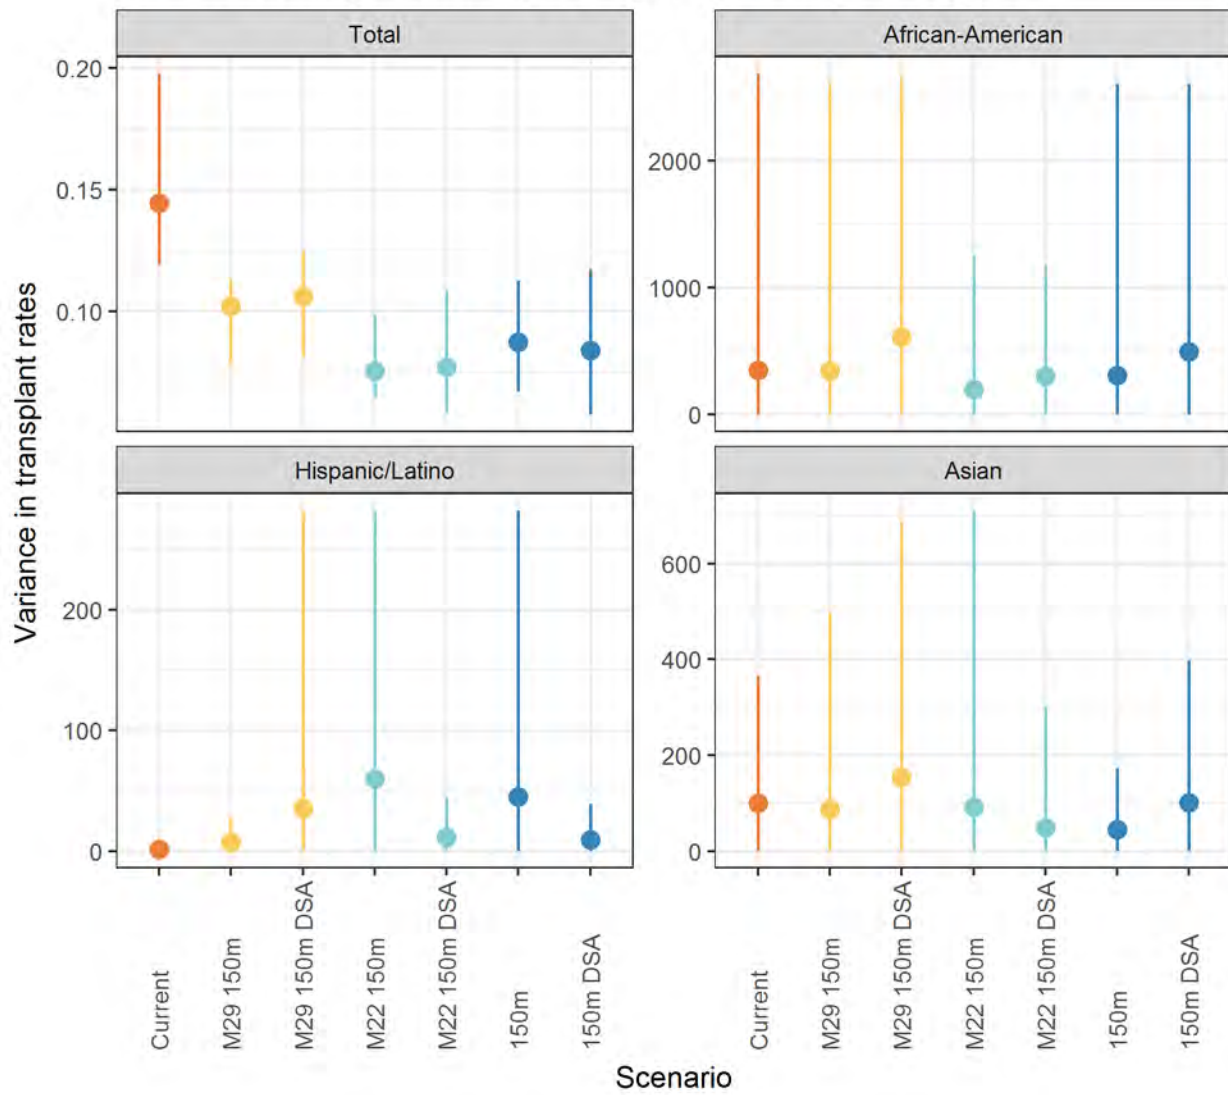 Total
African-American
0.20
0.15
0.10
2000
1000
0
Hispanic/Latino
Asian
200
100
0
600
400
200
0
Variance in transplant rates
Current
M29 150m
M29 150m DSA
M22 150m
M22 150m DSA
150m
150m DSA
Current
M29 150m
M29 150m DSA
M22 150m
M22 150m DSA
150m
150m DSA
Scenario